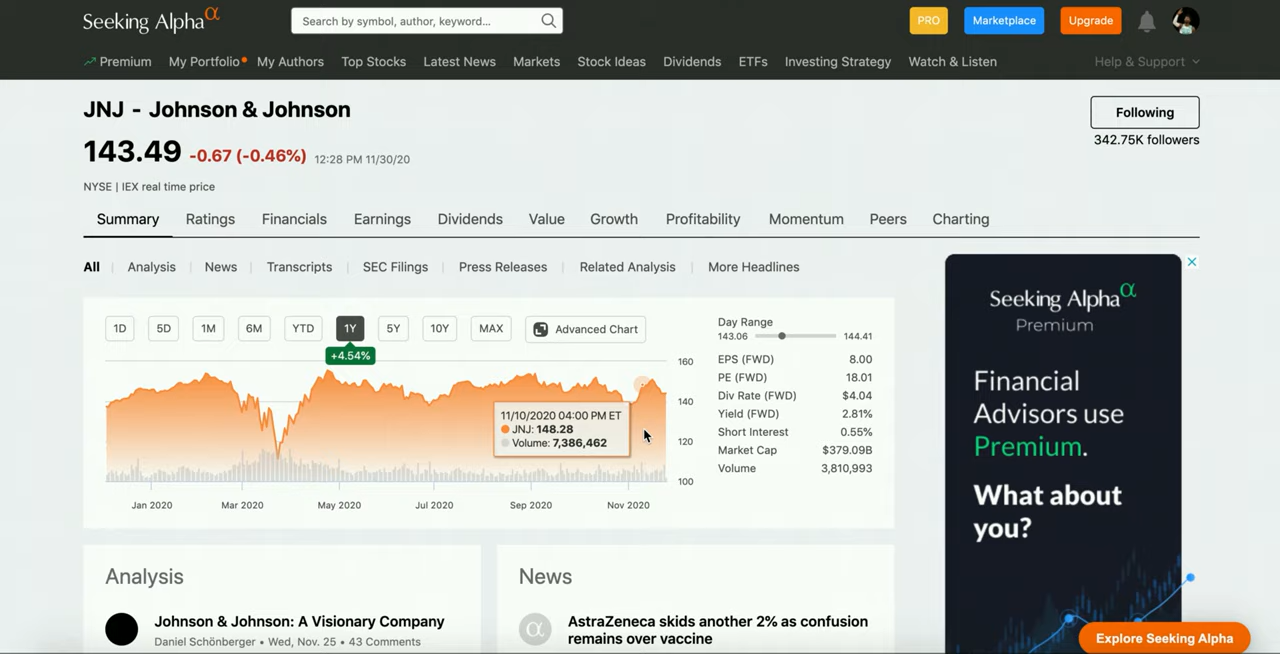 Seeking Alpha α
Search by symbol, author, keyword...
PRO
Marketplace
Upgrade
Premium
My Portfolio
My Authors
Top Stocks
Latest News
Markets
Stock Ideas
Dividends
ETFs
Investing Strategy
Watch & Listen
Help & Support
JNJ - Johnson & Johnson
Following
143.49 -0.67 (-0.46%) 12:28 PM 11/30/20
342.75K followers
NYSE | IEX real time price
Summary
Ratings
Financials
Earnings
Dividends
Value
Growth
Profitability
Momentum
Peers
Charting
All
Analysis
News
Transcripts
SEC Filings
Press Releases
Related Analysis
More Headlines
1D
5D
1M
6M
YTD
1Y
5Y
10Y
MAX
Advanced Chart
+4.54%
160
140
120
100
11/10/2020 04:00 PM ET
JNJ: 148.28
Volume: 7,386,462
Jan 2020
Mar 2020
May 2020
Jul 2020
Sep 2020
Nov 2020
Day Range
143.06 144.41
EPS (FWD) 8.00
PE (FWD) 18.01
Div Rate (FWD) $4.04
Yield (FWD) 2.81%
Short Interest 0.55%
Market Cap $379.09B
Volume 3,810,993
Seeking Alpha α
Premium
Financial
Advisors use
Premium.
What about
you?
Explore Seeking Alpha
Analysis
Johnson & Johnson: A Visionary Company
Daniel Schönberger • Wed, Nov. 25 • 43 Comments
News
α
AstraZeneca skids another 2% as confusion
remains over vaccine